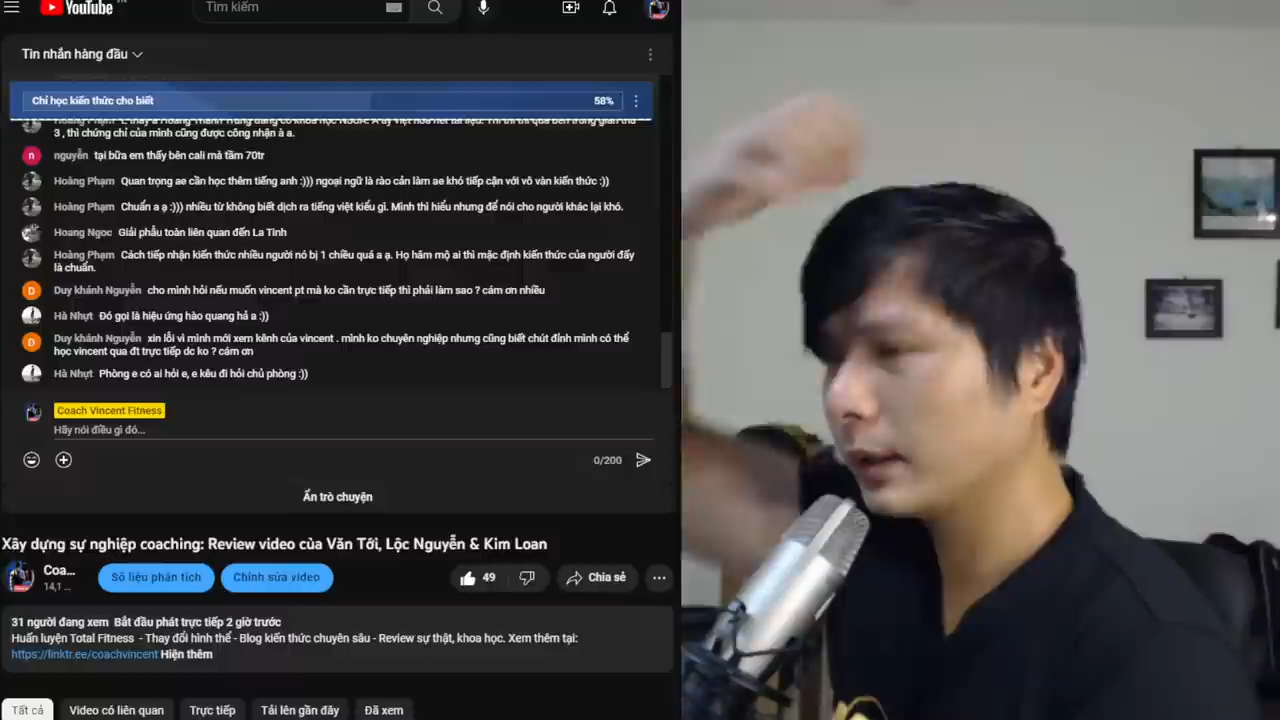 YouTube
Tìm kiếm
Tin nhắn hàng đầu
Chỉ học kiến thức cho biết 58%
3 , thì chứng chỉ của mình cũng được công nhận à a.
nguyễn tại bữa em thấy bên cali mà tầm 70tr
Hoàng Phạm Quan trọng ae cần học thêm tiếng anh :))) ngoại ngữ là rào cản làm ae khó tiếp cận với vô vàn kiến thức :))
Hoàng Phạm Chuẩn a ạ :))) nhiều từ không biết dịch ra tiếng việt kiểu gì. Mình thì hiểu nhưng để nói cho người khác lại khó.
Hoang Ngoc Giải phẫu toàn liên quan đến La Tinh
Hoàng Phạm Cách tiếp nhận kiến thức nhiều người nó bị 1 chiều quá a ạ. Họ hâm mộ ai thì mặc định kiến thức của người đấy
là chuẩn.
D Duy khánh Nguyễn cho mình hỏi nếu muốn vincent pt mà ko cần trực tiếp thì phải làm sao ? cám ơn nhiều
Hà Nhựt Đó gọi là hiệu ứng hào quang hả a :))
D Duy khánh Nguyễn xin lỗi vì mình mới xem kênh của vincent . mình ko chuyên nghiệp nhưng cũng biết chút đỉnh mình có thể
học vincent qua đt trực tiếp dc ko ? cám ơn
Hà Nhựt Phòng e có ai hỏi e, e kêu đi hỏi chủ phòng :))
Coach Vincent Fitness
Hãy nói điều gì đó...
0/200
Ẩn trò chuyện
Xây dựng sự nghiệp coaching: Review video của Văn Tới, Lộc Nguyễn & Kim Loan
Coa...
14,1 ...
Số liệu phân tích
Chỉnh sửa video
49
Chia sẻ
31 người đang xem Bắt đầu phát trực tiếp 2 giờ trước
Huấn luyện Total Fitness - Thay đổi hình thể - Blog kiến thức chuyên sâu - Review sự thật, khoa học. Xem thêm tại:
https://linktr.ee/coachvincent Hiện thêm
Tất cả
Video có liên quan
Trực tiếp
Tải lên gần đây
Đã xem